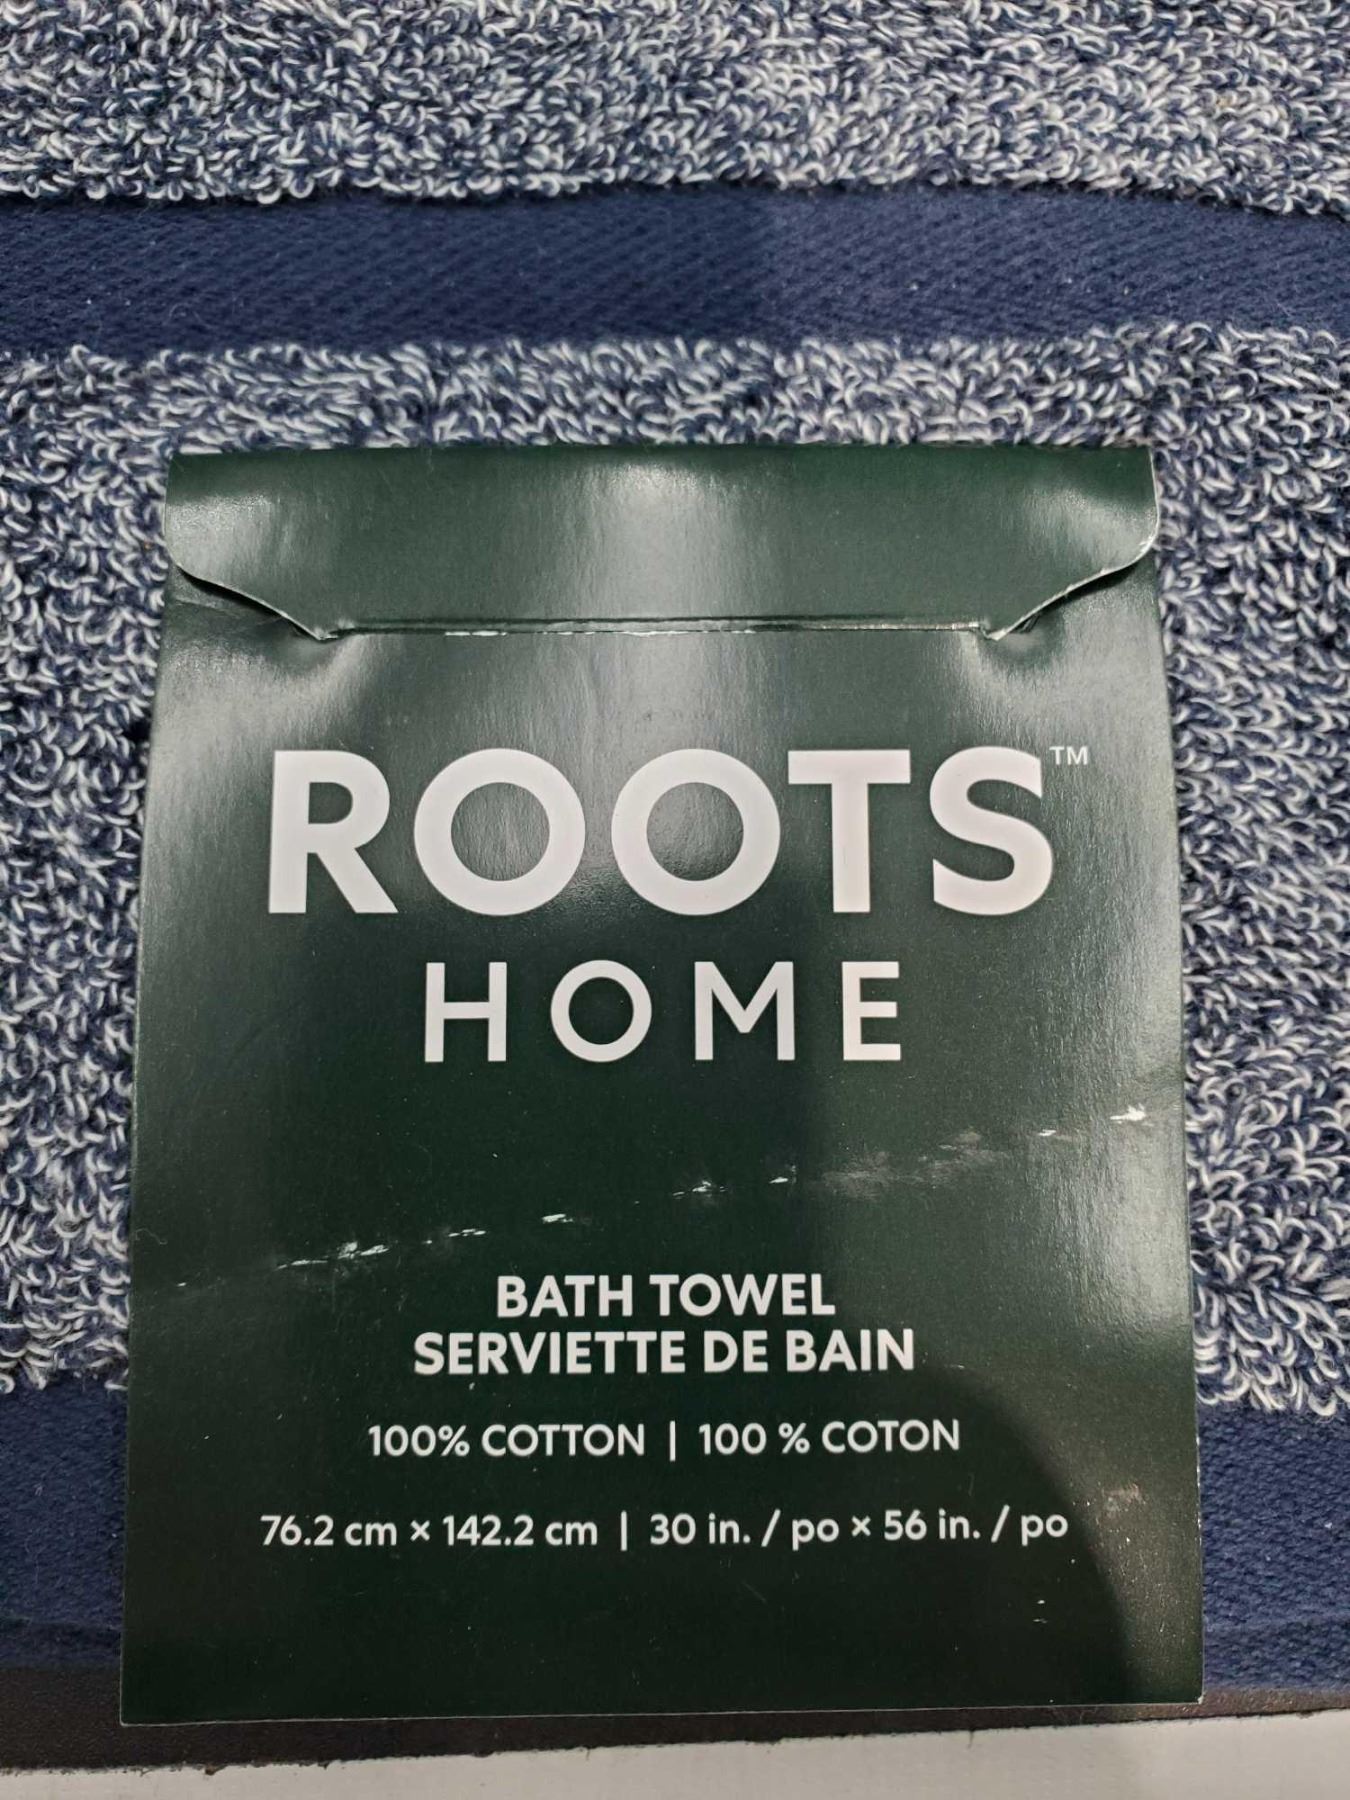 ROOTS™
HOME
BATH TOWEL
SERVIETTE DE BAIN
100% COTTON | 100 % COTON
76.2 cm × 142.2 cm | 30 in. / po × 56 in. / po